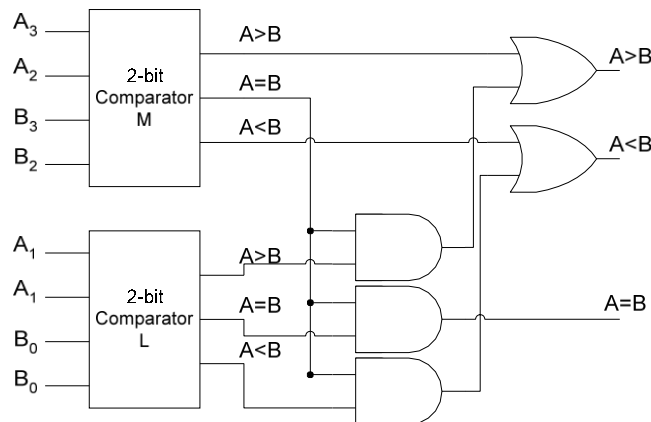 A3
A2
B3
B2
2-bit
Comparator
M
A>B
A=B
A<B
A>B
A<B
A1
A1
B0
B0
2-bit
Comparator
L
A>B
A=B
A<B
A=B